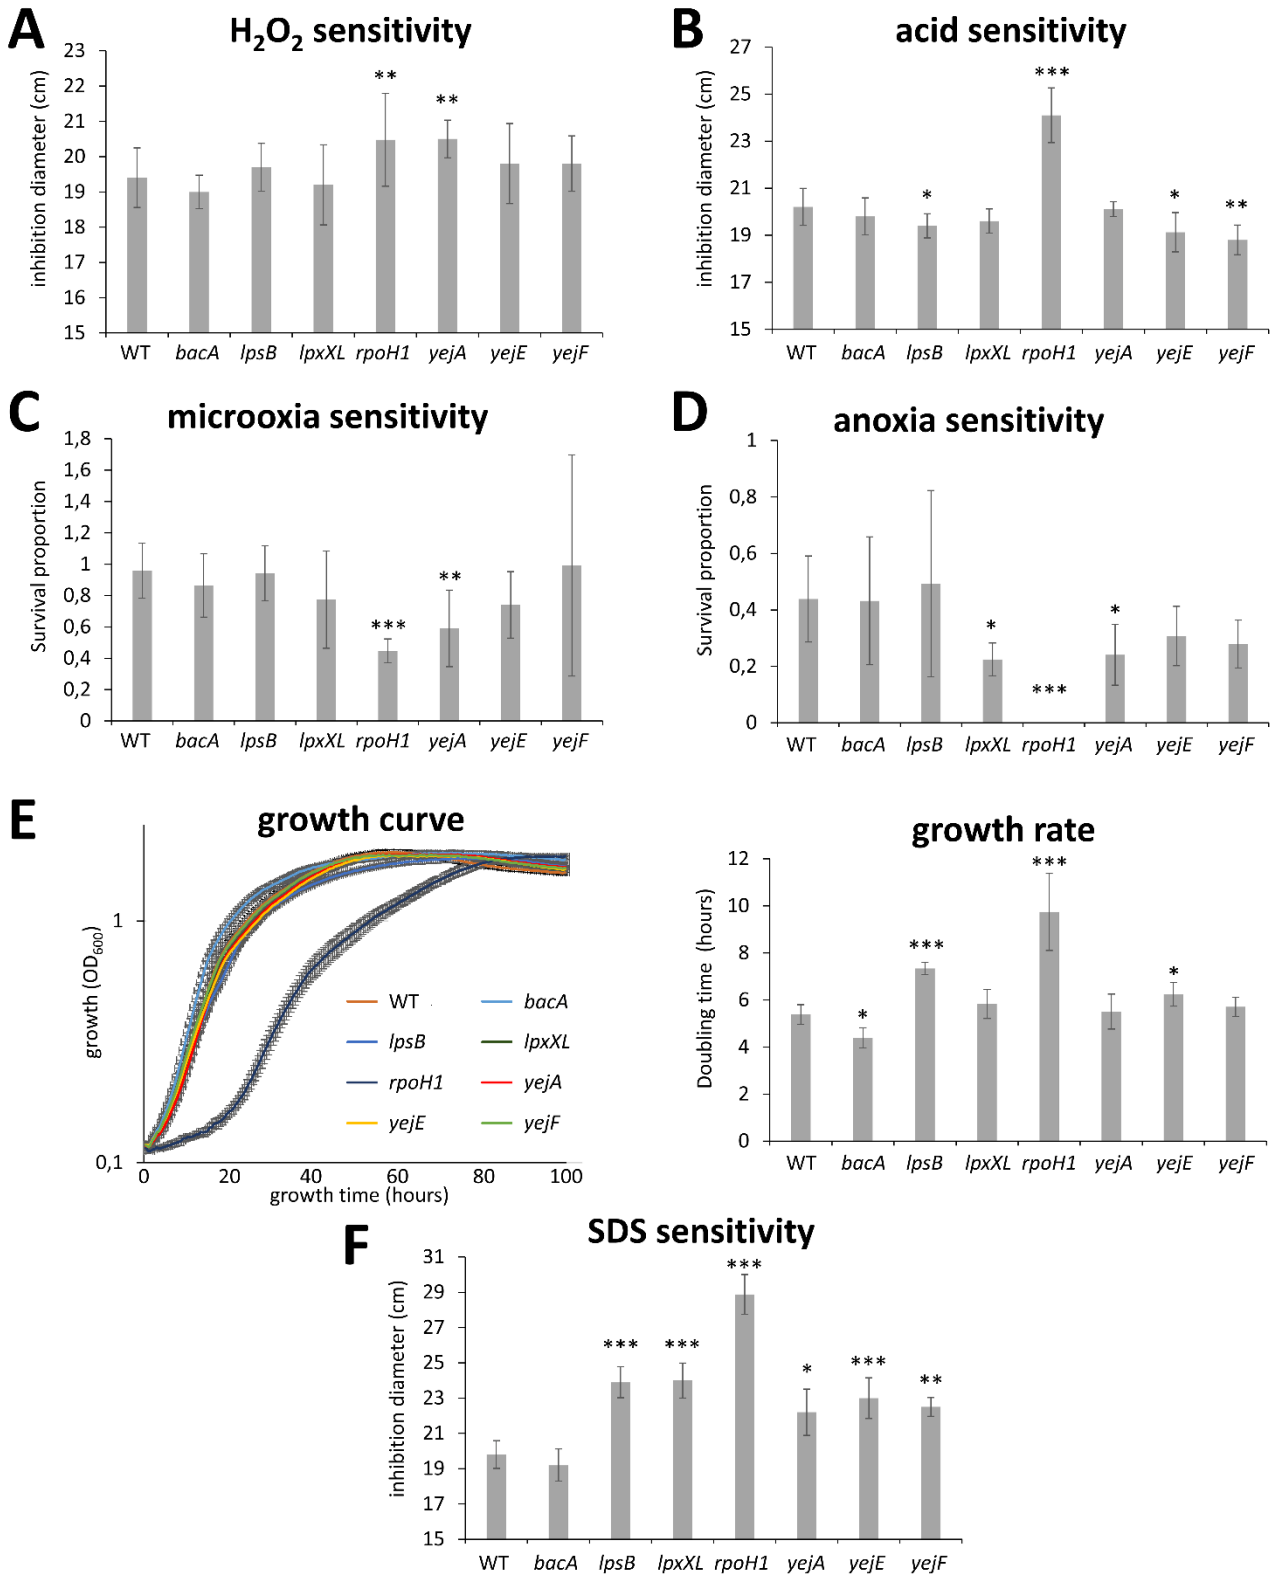 A
H₂O₂ sensitivity
inhibition diameter (cm)
23
22
21
20
19
18
17
16
15
** **
WT bacA lpsB lpxXL rpoH1 yejA yejE yejF
B
acid sensitivity
inhibition diameter (cm)
27
25
23
21
19
17
15
* *** * **
WT bacA lpsB lpxXL rpoH1 yejA yejE yejF
C
microoxia sensitivity
Survival proportion
1,8
1,6
1,4
1,2
1
0,8
0,6
0,4
0,2
0
*** **
WT bacA lpsB lpxXL rpoH1 yejA yejE yejF
D
anoxia sensitivity
Survival proportion
1
0,8
0,6
0,4
0,2
0
* *** *
WT bacA lpsB lpxXL rpoH1 yejA yejE yejF
E
growth curve
growth (OD₆₀₀)
1
0,1
WT bacA
lpsB lpxXL
rpoH1 yejA
yejE yejF
0 20 40 60 80 100
growth time (hours)
growth rate
Doubling time (hours)
12
10
8
6
4
2
0
* *** *** *
WT bacA lpsB lpxXL rpoH1 yejA yejE yejF
F
SDS sensitivity
inhibition diameter (cm)
31
29
27
25
23
21
19
17
15
*** *** *** * *** **
WT bacA lpsB lpxXL rpoH1 yejA yejE yejF